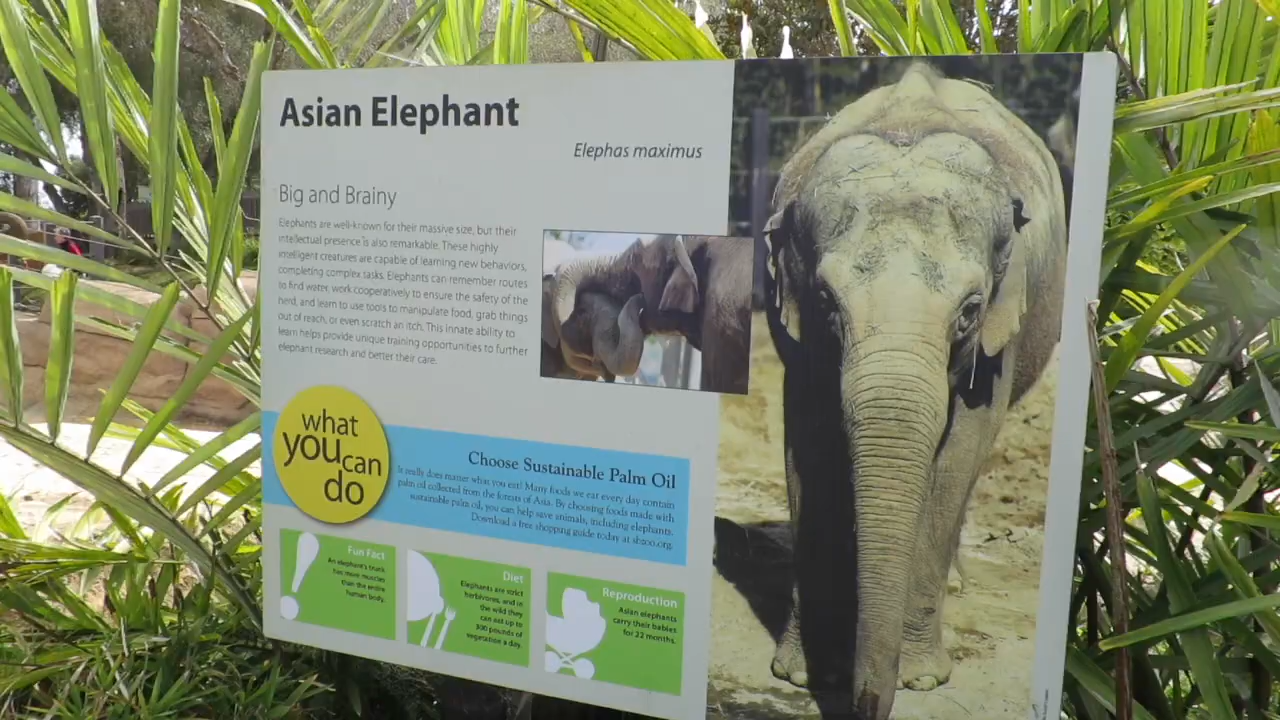 Asian Elephant
Elephas maximus
Big and Brainy
Elephants are well-known for their massive size, but their
intellectual presence is also remarkable. These highly
intelligent creatures are capable of learning new behaviors,
completing complex tasks. Elephants can remember routes
to find water, work cooperatively to ensure the safety of the
herd, and learn to use tools to manipulate food, grab things
out of reach, or even scratch an itch. This innate ability to
learn helps provide unique training opportunities to further
elephant research and better their care.
what
you can
do
Choose Sustainable Palm Oil
It really does matter what you eat! Many foods we eat every day contain
palm oil collected from the forests of Asia. By choosing foods made with
sustainable palm oil, you can help save animals, including elephants.
Download a free shopping guide today at sbzoo.org.
Fun Fact
An elephant's trunk
has more muscles
than the entire
human body.
Diet
Elephants are strict
herbivores, and in
the wild they
can eat up to
300 pounds of
vegetation a day.
Reproduction
Asian elephants
carry their babies
for 22 months.